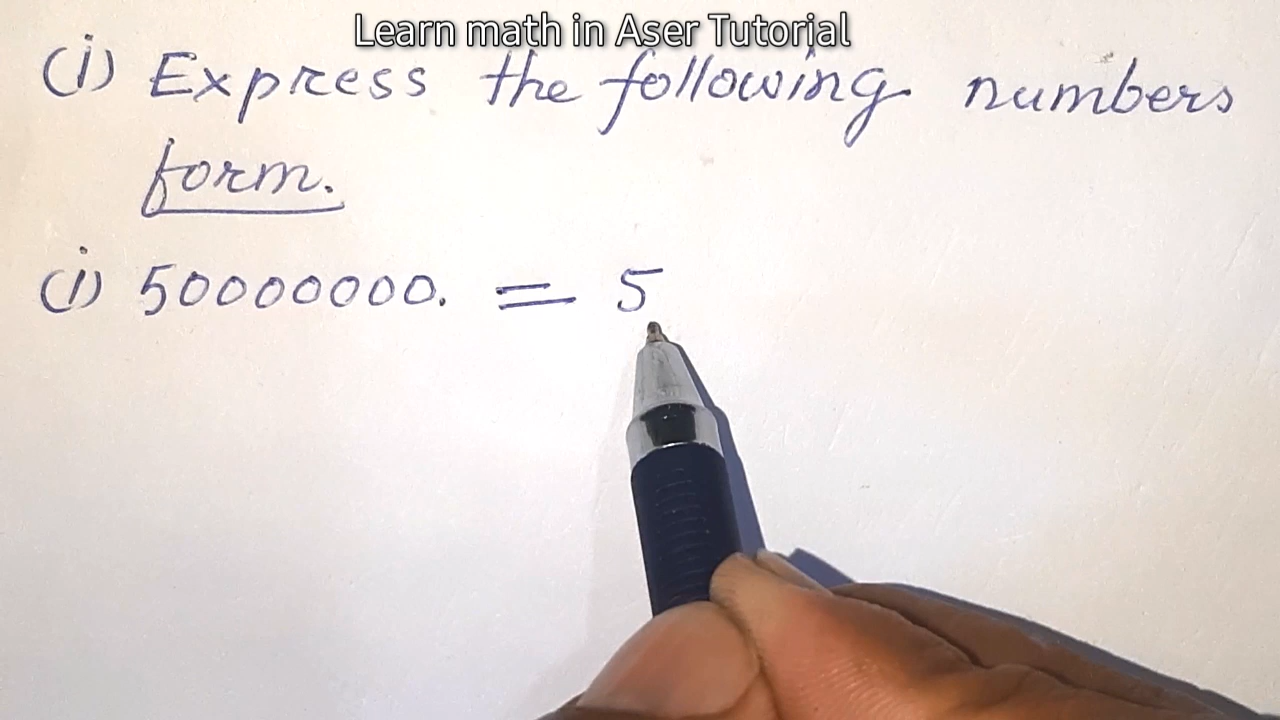 Learn math in Aser Tutorial
(i) Express the following numbers
form.
(i) 50000000. = 5